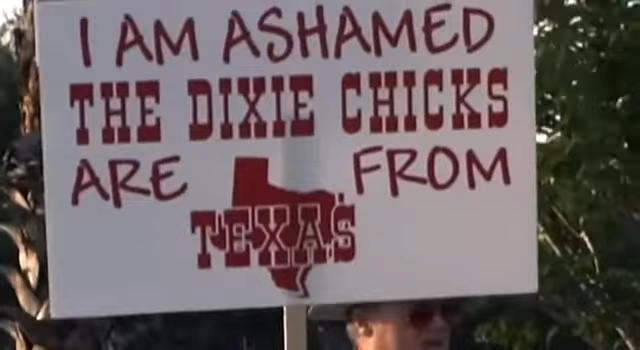 I AM ASHAMED
THE DIXIE CHICKS
ARE FROM
TEXAS